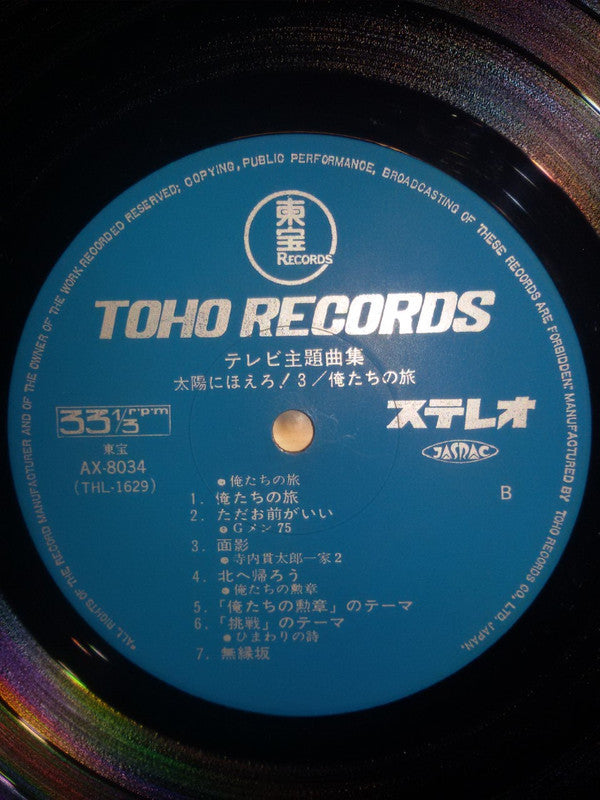 "ALL RIGHTS OF THE RECORD MANUFACTURER AND OF THE OWNER OF THE WORK RECORDED RESERVED; COPYING, PUBLIC PERFORMANCE, BROADCASTING OF THESE RECORDS ARE FORBIDDEN" MANUFACTURED BY TOHO RECORDS CO., LTD. JAPAN.
東宝
RECORDS
TOHO RECORDS
テレビ主題曲集
太陽にほえろ！3／俺たちの旅
33 1/3 rpm
ステレオ
東宝
AX-8034
(THL-1629)
JASRAC
B
●俺たちの旅
1. 俺たちの旅
2. ただお前がいい
●Gメン75
3. 面影
●寺内貫太郎一家2
4. 北へ帰ろう
●俺たちの勲章
5. 「俺たちの勲章」のテーマ
6. 「挑戦」のテーマ
●ひまわりの詩
7. 無縁坂